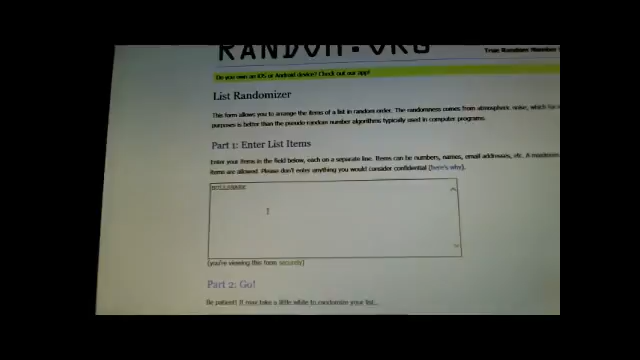 RANDOM.ORG
True Random Number
Do you own an iOS or Android device? Check out our app!
List Randomizer
This form allows you to arrange the items of a list in random order. The randomness comes from atmospheric noise, which for
purposes is better than the pseudo-random number algorithms typically used in computer programs.
Part 1: Enter List Items
Enter your items in the field below, each on a separate line. Items can be numbers, names, email addresses, etc. A maximum
items are allowed. Please don't enter anything you would consider confidential (here's why).
(you're viewing this form securely)
Part 2: Go!
Be patient! It may take a little while to randomize your list...